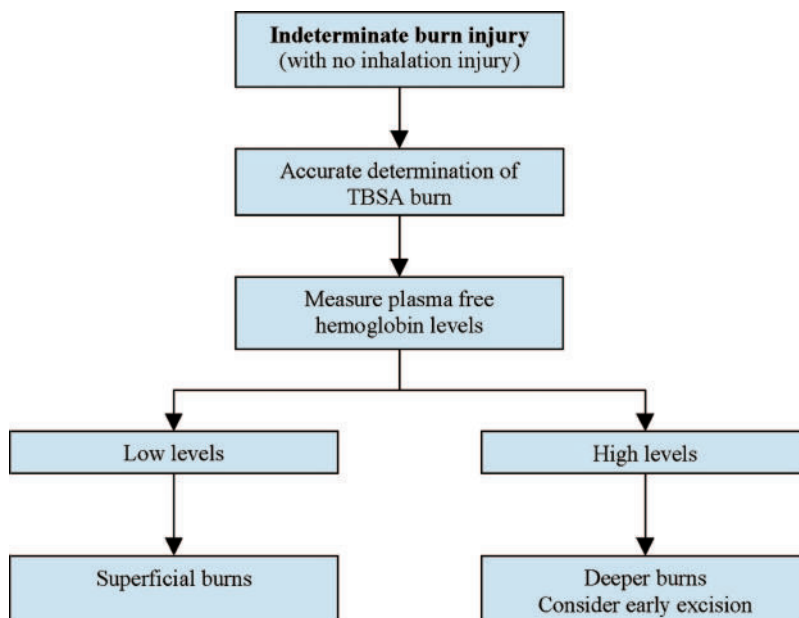 Indeterminate burn injury
(with no inhalation injury)
Accurate determination of
TBSA burn
Measure plasma free
hemoglobin levels
Low levels
High levels
Superficial burns
Deeper burns
Consider early excision